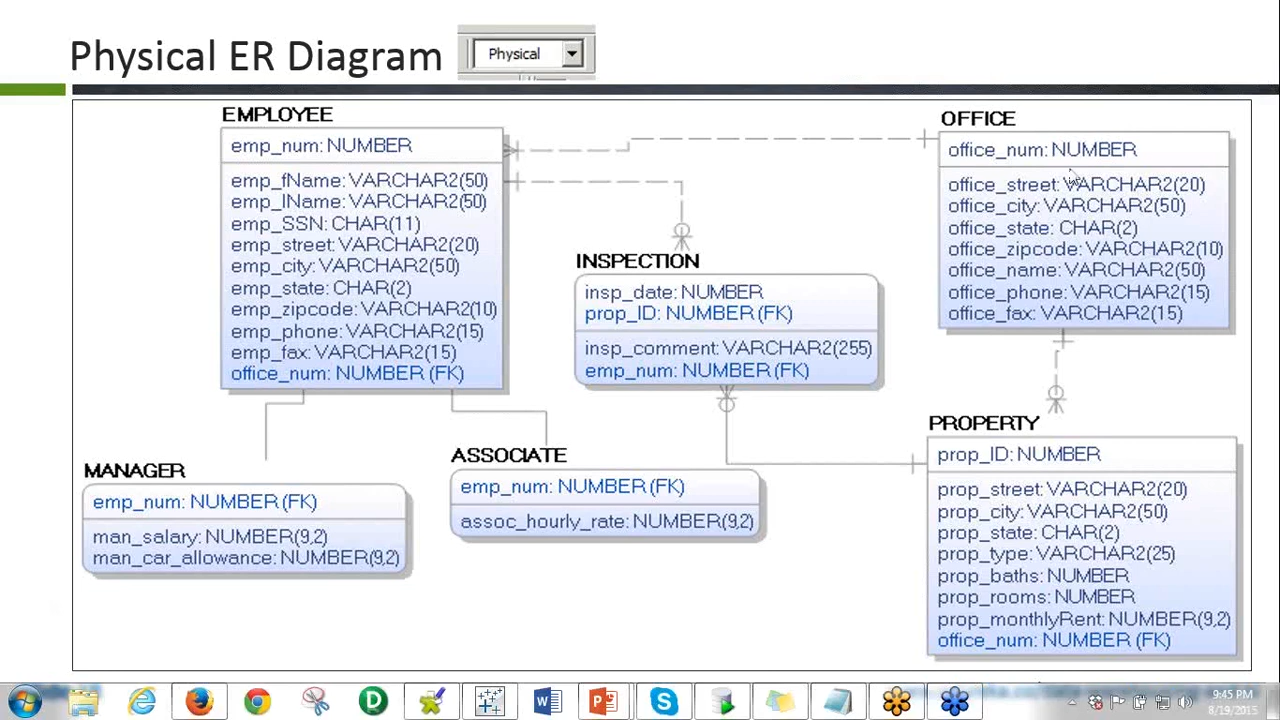 Physical ER Diagram
Physical
EMPLOYEE
emp_num: NUMBER
emp_fName: VARCHAR2(50)
emp_lName: VARCHAR2(50)
emp_SSN: CHAR(11)
emp_street: VARCHAR2(20)
emp_city: VARCHAR2(50)
emp_state: CHAR(2)
emp_zipcode: VARCHAR2(10)
emp_phone: VARCHAR2(15)
emp_fax: VARCHAR2(15)
office_num: NUMBER (FK)
OFFICE
office_num: NUMBER
office_street: VARCHAR2(20)
office_city: VARCHAR2(50)
office_state: CHAR(2)
office_zipcode: VARCHAR2(10)
office_name: VARCHAR2(50)
office_phone: VARCHAR2(15)
office_fax: VARCHAR2(15)
INSPECTION
insp_date: NUMBER
prop_ID: NUMBER (FK)
insp_comment: VARCHAR2(255)
emp_num: NUMBER (FK)
MANAGER
emp_num: NUMBER (FK)
man_salary: NUMBER(9,2)
man_car_allowance: NUMBER(9,2)
ASSOCIATE
emp_num: NUMBER (FK)
assoc_hourly_rate: NUMBER(9,2)
PROPERTY
prop_ID: NUMBER
prop_street: VARCHAR2(20)
prop_city: VARCHAR2(50)
prop_state: CHAR(2)
prop_type: VARCHAR2(25)
prop_baths: NUMBER
prop_rooms: NUMBER
prop_monthlyRent: NUMBER(9,2)
office_num: NUMBER (FK)
9:45 PM
8/19/2015